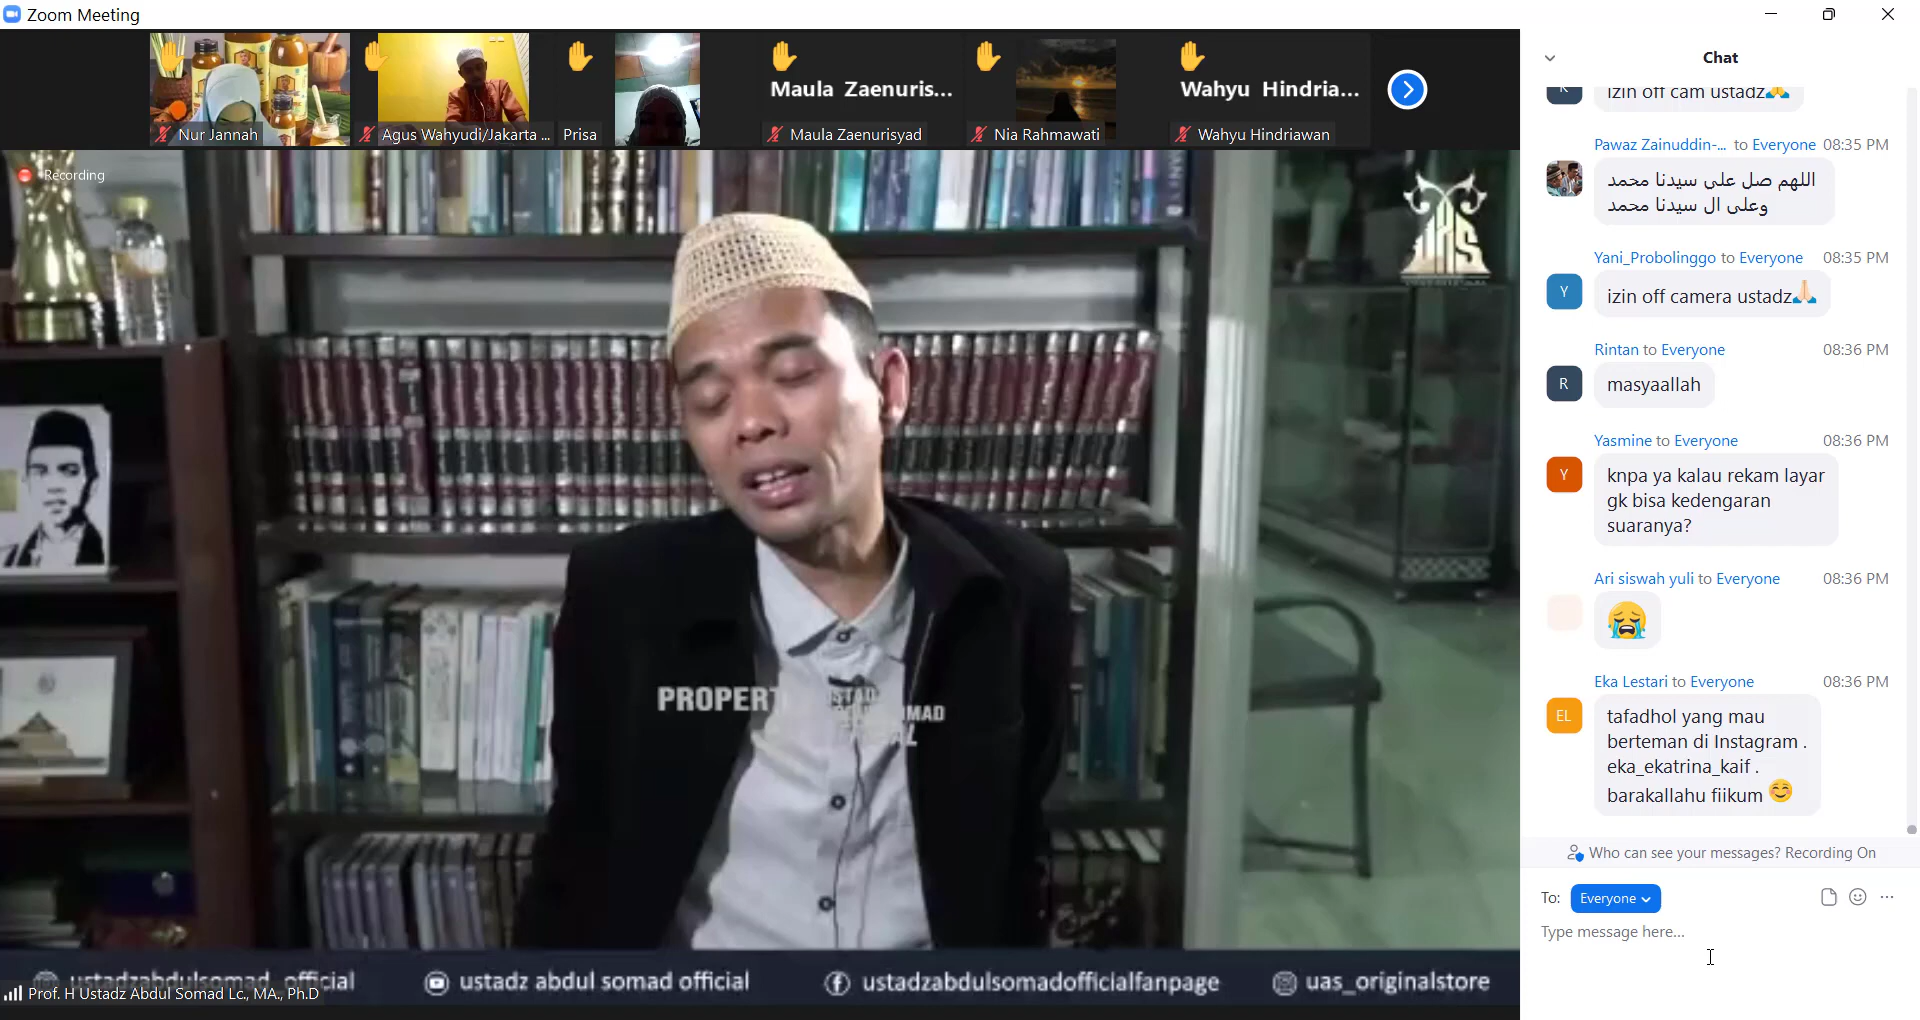 Zoom Meeting
Nur Jannah
Agus Wahyudi/Jakarta ...
Prisa
Maula Zaenuris...
Maula Zaenurisyad
Nia Rahmawati
Wahyu Hindria...
Wahyu Hindriawan
Recording
UAS
PROPERT
ustadzabdulsomad_official
ustadz abdul somad official
ustadzabdulsomadofficialfanpage
uas_originalstore
Prof. H Ustadz Abdul Somad Lc., MA., Ph.D
Chat
izin off cam ustadz🙏
Pawaz Zainuddin-... to Everyone 08:35 PM
اللهم صل على سيدنا محمد
وعلى ال سيدنا محمد
Yani_Probolinggo to Everyone 08:35 PM
Y
izin off camera ustadz🙏🏻
Rintan to Everyone 08:36 PM
R
masyaallah
Yasmine to Everyone 08:36 PM
Y
knpa ya kalau rekam layar
gk bisa kedengaran
suaranya?
Ari siswah yuli to Everyone 08:36 PM
😭
Eka Lestari to Everyone 08:36 PM
EL
tafadhol yang mau
berteman di Instagram .
eka_ekatrina_kaif .
barakallahu fiikum 😊
Who can see your messages? Recording On
To: Everyone
Type message here...